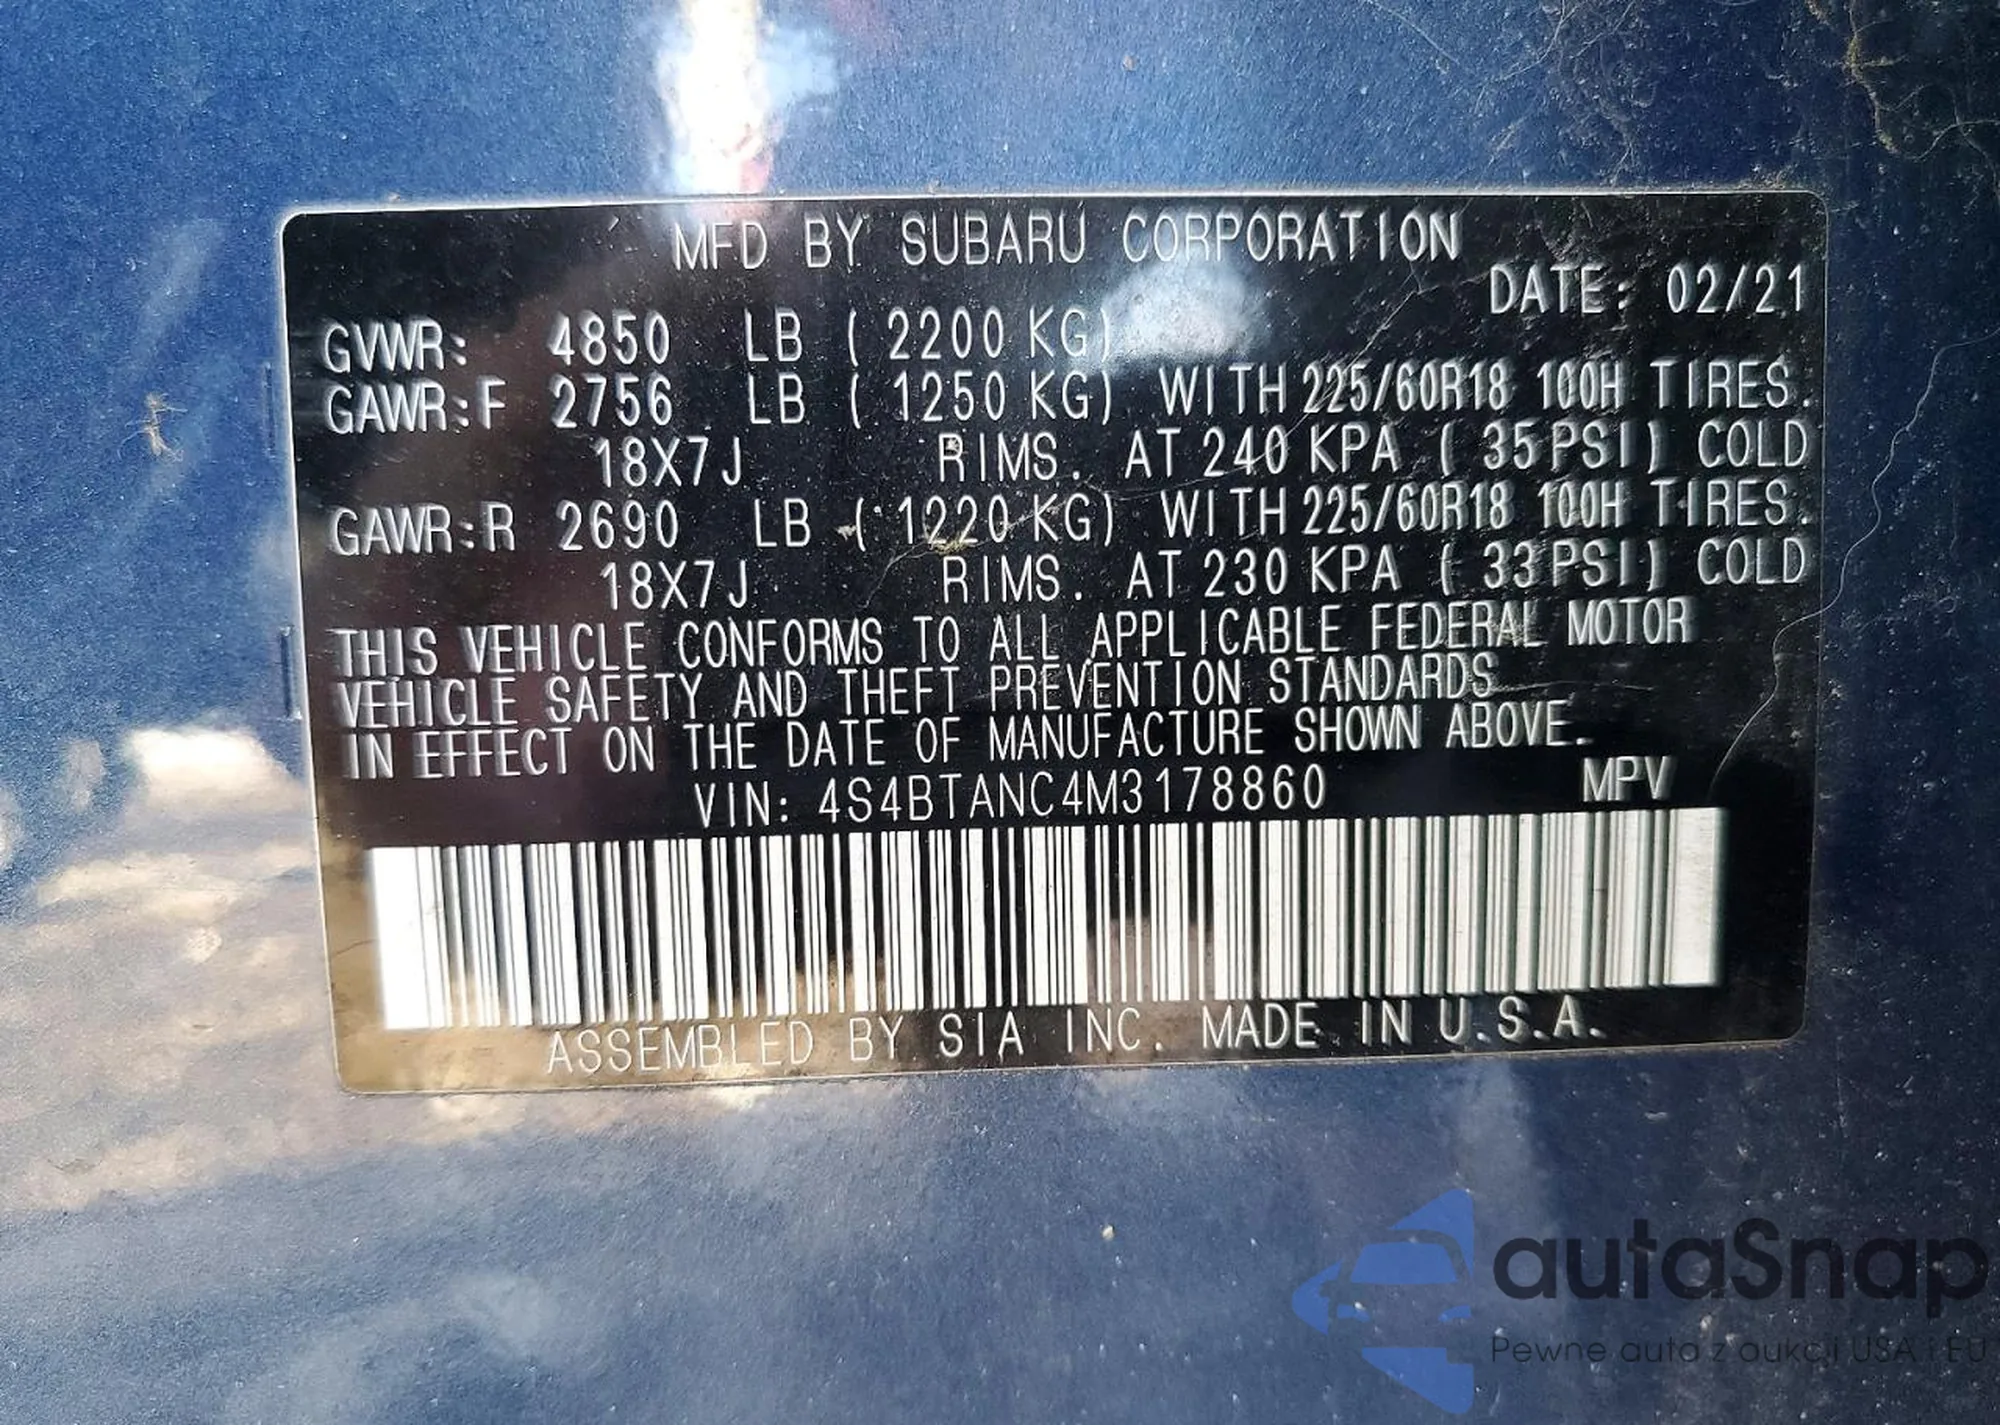 MFD BY SUBARU CORPORATION
DATE: 02/21
GVWR: 4850 LB ( 2200 KG)
GAWR:F 2756 LB ( 1250 KG) WITH 225/60R18 100H TIRES.
18X7J RIMS. AT 240 KPA ( 35 PSI) COLD
GAWR:R 2690 LB ( 1220 KG) WITH 225/60R18 100H TIRES.
18X7J RIMS. AT 230 KPA ( 33 PSI) COLD
THIS VEHICLE CONFORMS TO ALL APPLICABLE FEDERAL MOTOR
VEHICLE SAFETY AND THEFT PREVENTION STANDARDS
IN EFFECT ON THE DATE OF MANUFACTURE SHOWN ABOVE.
VIN: 4S4BTANC4M3178860 MPV
ASSEMBLED BY SIA INC. MADE IN U.S.A.
autaSnap
Pewne auta z aukcji USA i EU